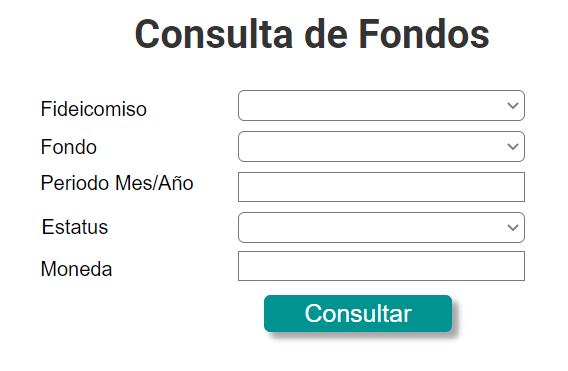 Consulta de Fondos
Fideicomiso
Fondo
Periodo Mes/Año
Estatus
Moneda
Consultar